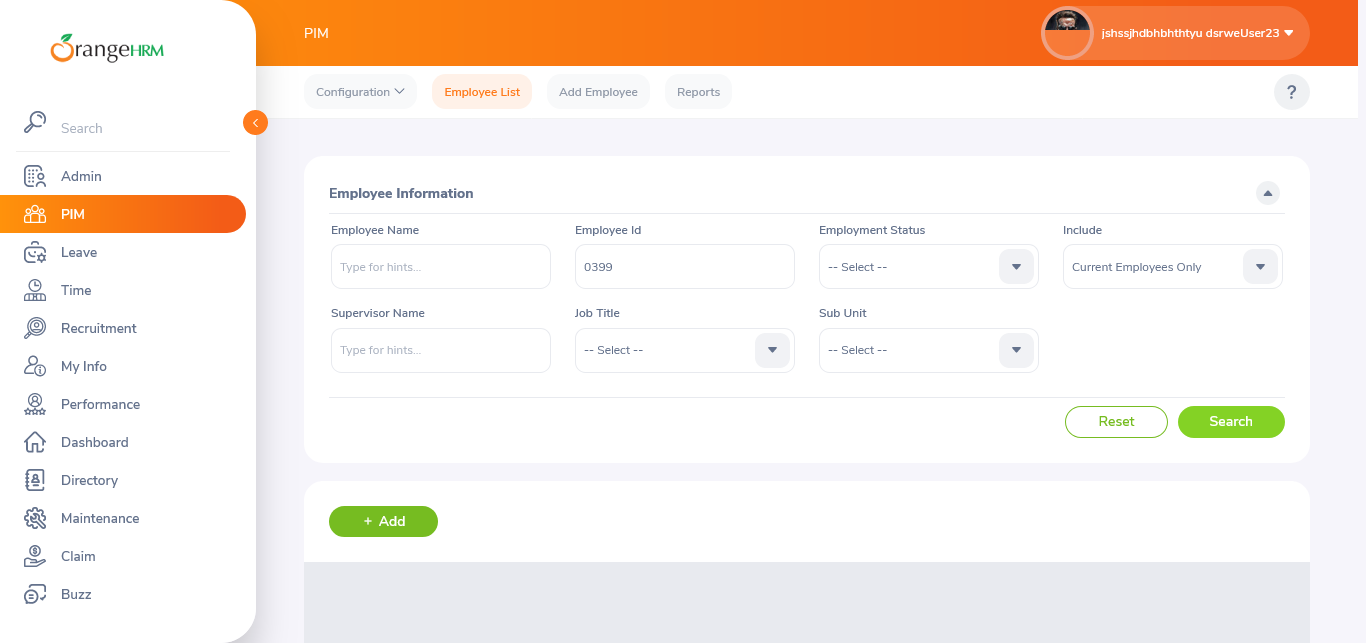 OrangeHRM
PIM
jshssjhdbhbhthtyu dsrweUser23
Configuration
Employee List
Add Employee
Reports
?
Search
Admin
PIM
Leave
Time
Recruitment
My Info
Performance
Dashboard
Directory
Maintenance
Claim
Buzz
Employee Information
Employee Name
Employee Id
Employment Status
Include
Type for hints...
0399
-- Select --
Current Employees Only
Supervisor Name
Job Title
Sub Unit
Type for hints...
-- Select --
-- Select --
Reset
Search
+ Add